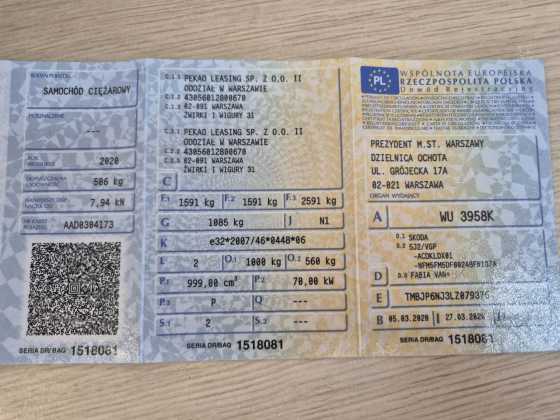 RODZAJ POJAZDU
SAMOCHÓD CIĘŻAROWY
PRZEZNACZENIE
---
ROK PRODUKCJI
2020
DOPUSZCZALNA ŁADOWNOŚĆ
506 kg
NAJWIĘKSZY DOP. NACISK OSI
7,94 kN
NR KARTY POJAZDU
AAD0304173
SERIA DR/BAQ 1518081
C.1.1 PEKAO LEASING SP. Z O.O. II
ODDZIAŁ W WARSZAWIE
C.1.2 43056812800670
C.1.3 02-091 WARSZAWA
ŻWIRKI I WIGURY 31
C.2.1 PEKAO LEASING SP. Z O.O. II
ODDZIAŁ W WARSZAWIE
C.2.2 43056812800670
C.2.3 02-091 WARSZAWA
ŻWIRKI I WIGURY 31
C
F.1 1591 kg F.2 1591 kg F.3 2591 kg
G 1085 kg J N1
K e32*2007/46*0448*06
L 2 O.1 1000 kg O.2 560 kg
P.1 999,00 cm³ P.2 70,00 kW
P.3 P Q ---
S.1 2 S.2 ---
SERIA DR/BAQ 1518081
PL
WSPÓLNOTA EUROPEJSKA
RZECZPOSPOLITA POLSKA
Dowód Rejestracyjny
PREZYDENT M.ST. WARSZAWY
DZIELNICA OCHOTA
UL. GRÓJECKA 17A
02-021 WARSZAWA
ORGAN WYDAJĄCY
A WU 3958K
D.1 SKODA
D.2 5J2/VGP
-ACDKLDX01
D D.3 FABIA VAN
E TMBJP6NJ3LZ079376
B 05.03.2020 I 27.03.2020
SERIA DR/BAQ 1518081